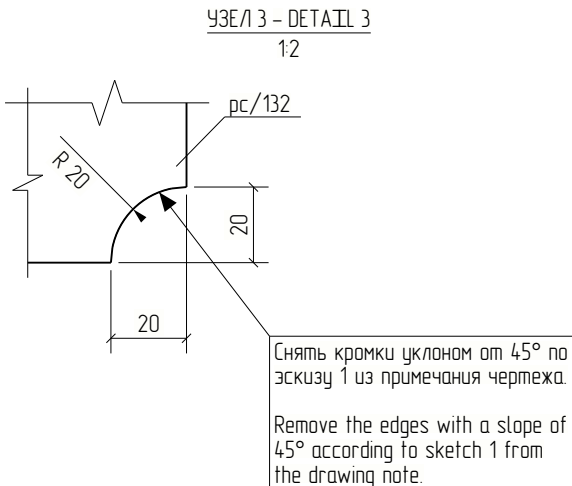 УЗЕЛ 3 - DETAIL 3
1:2
pc/132
R 20
20
20
Снять кромки уклоном от 45° по
эскизу 1 из примечания чертежа.
Remove the edges with a slope of
45° according to sketch 1 from
the drawing note.